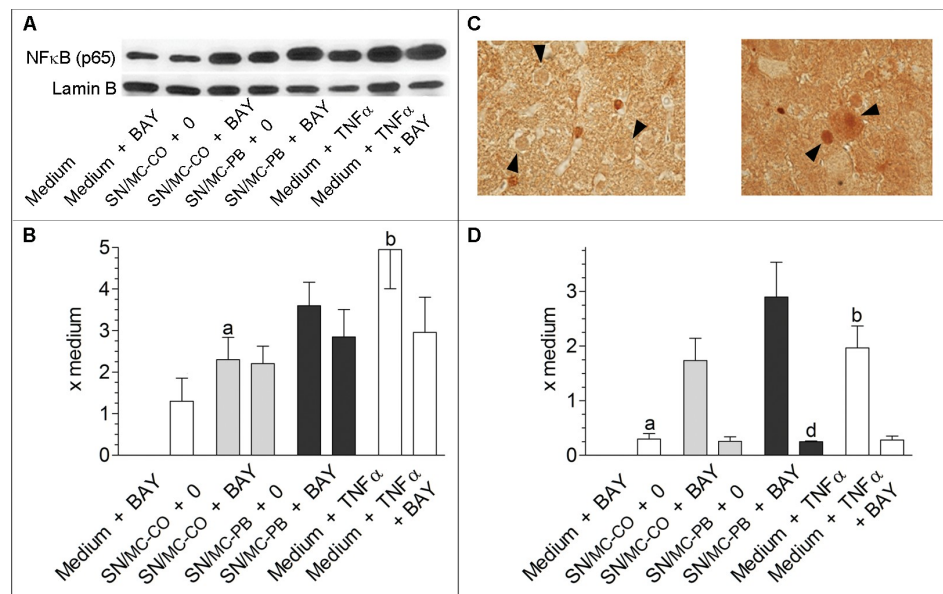 A
NFκB (p65)
Lamin B
Medium
Medium + BAY
SN/MC-CO + 0
SN/MC-CO + BAY
SN/MC-PB + 0
SN/MC-PB + BAY
Medium + TNFα
Medium + TNFα
+ BAY
C
B
5
4
3
2
1
0
x medium
a
b
Medium + BAY
SN/MC-CO + 0
SN/MC-CO + BAY
SN/MC-PB + 0
SN/MC-PB + BAY
Medium + TNFα
Medium + TNFα
+ BAY
D
3
2
1
0
x medium
a
d
b
Medium + BAY
SN/MC-CO + 0
SN/MC-CO + BAY
SN/MC-PB + 0
SN/MC-PB + BAY
Medium + TNFα
Medium + TNFα
+ BAY